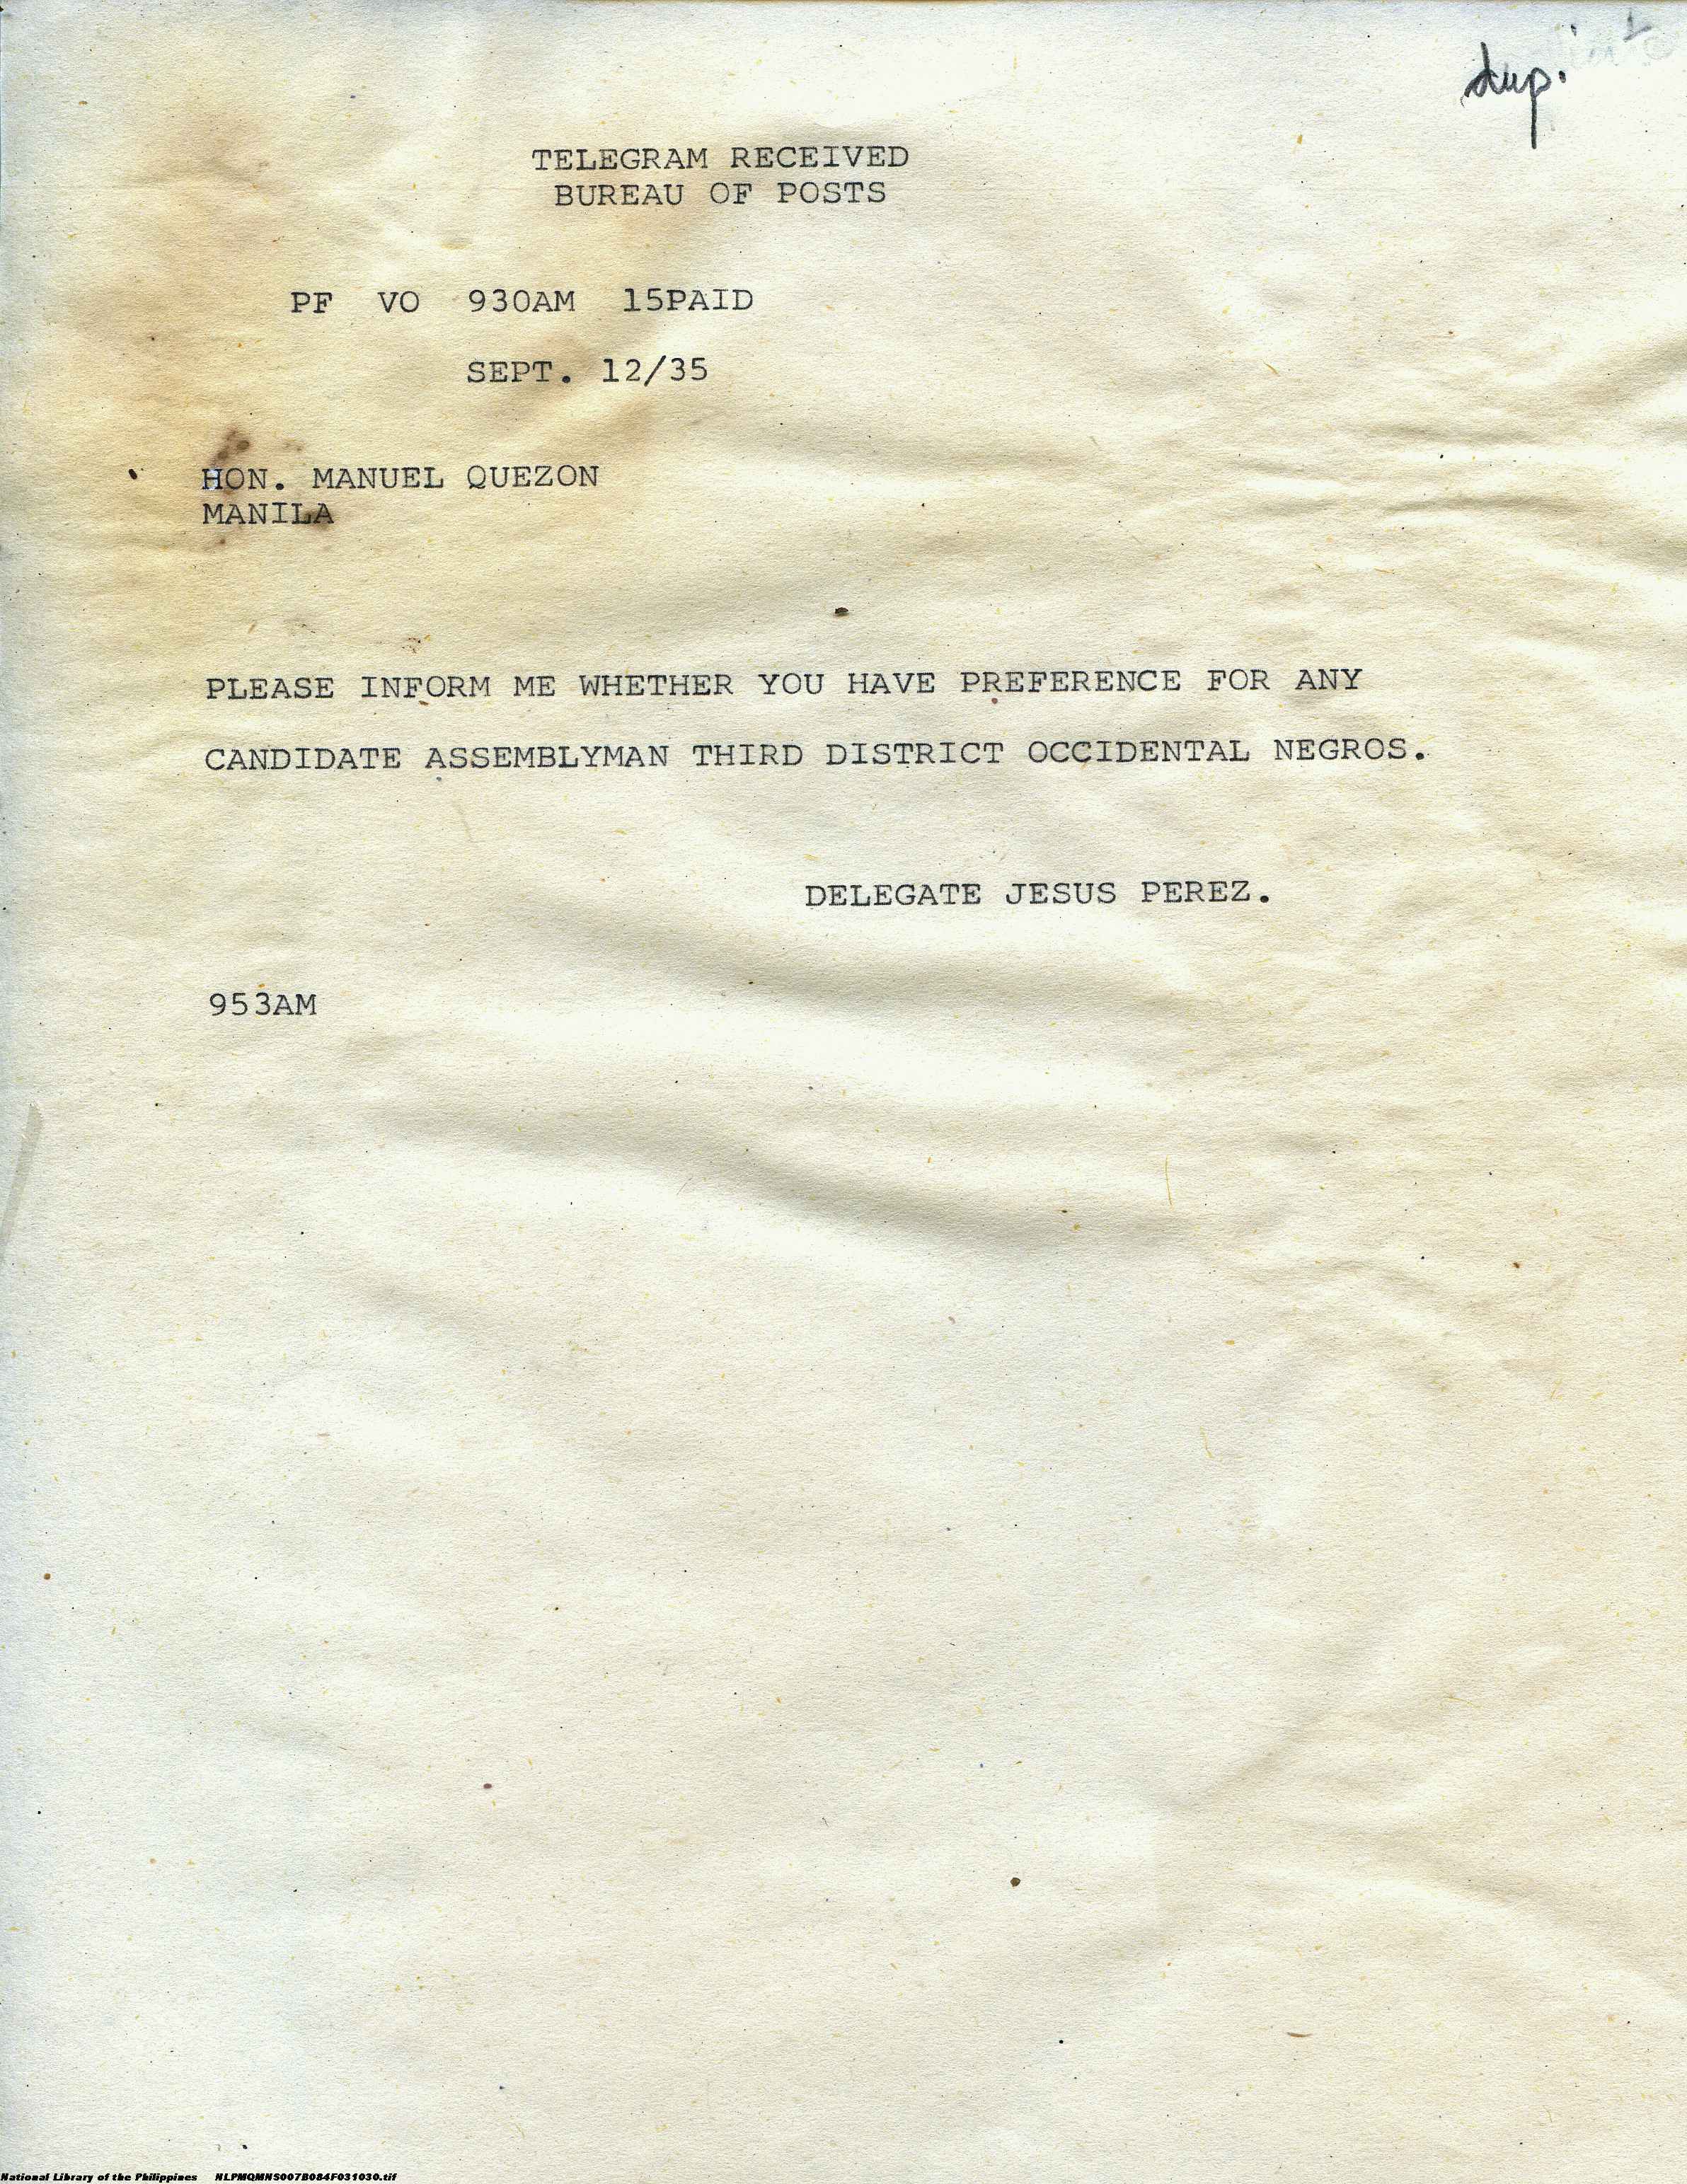 dup.
TELEGRAM RECEIVED
BUREAU OF POSTS
PF VO 930AM 15PAID
SEPT. 12/35
HON. MANUEL QUEZON
MANILA
PLEASE INFORM ME WHETHER YOU HAVE PREFERENCE FOR ANY
CANDIDATE ASSEMBLYMAN THIRD DISTRICT OCCIDENTAL NEGROS.
DELEGATE JESUS PEREZ.
953AM
National Library of the Philippines NLPMQMNS007B084F031030.tif